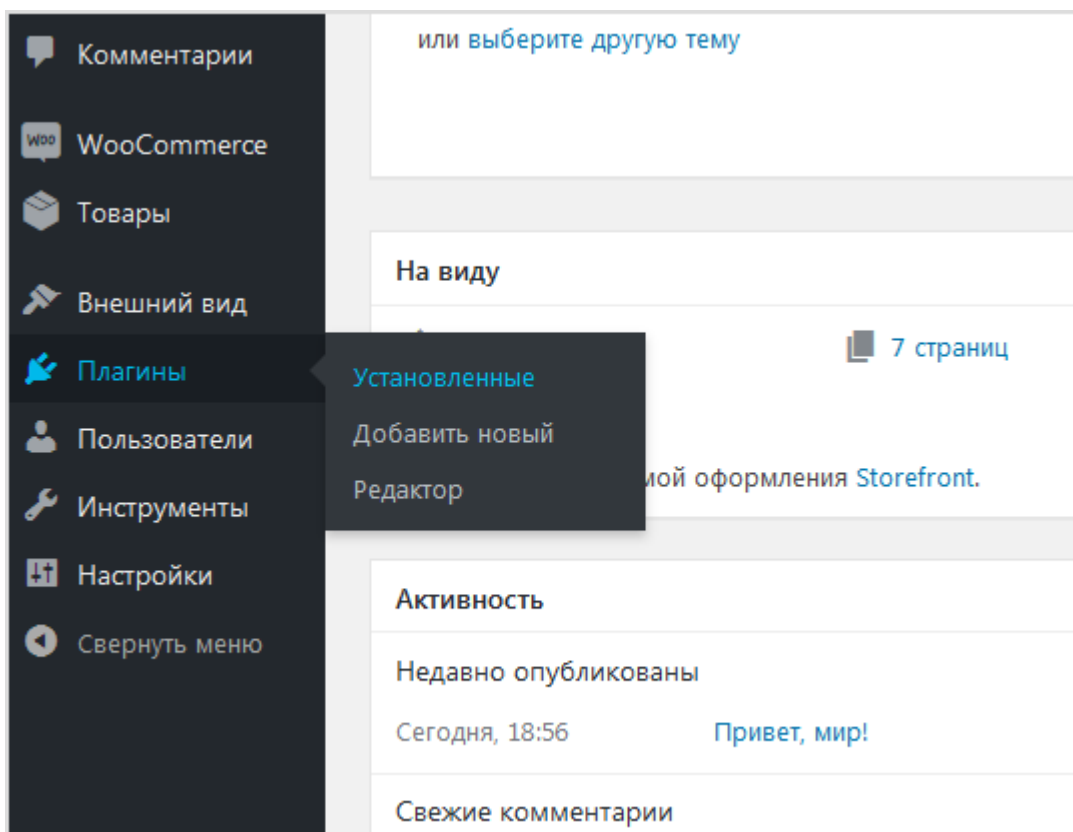 Комментарии
WooCommerce
Товары
Внешний вид
Плагины
Пользователи
Инструменты
Настройки
Свернуть меню
Установленные
Добавить новый
Редактор
или выберите другую тему
На виду
7 страниц
мой оформления Storefront.
Активность
Недавно опубликованы
Сегодня, 18:56 Привет, мир!
Свежие комментарии